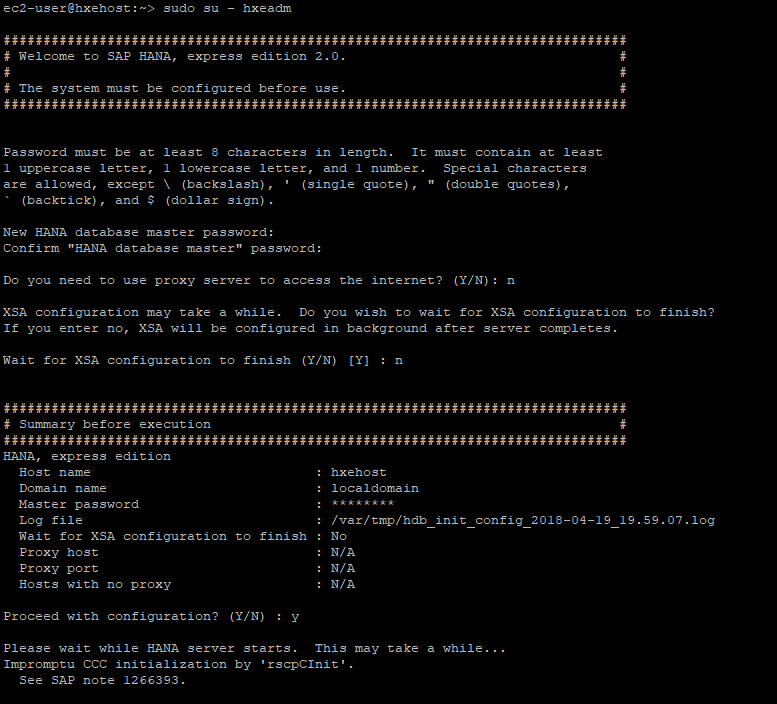 ec2-user@hxehost:~> sudo su - hxeadm
##############################################################################
# Welcome to SAP HANA, express edition 2.0. #
# #
# The system must be configured before use. #
##############################################################################
Password must be at least 8 characters in length.  It must contain at least
1 uppercase letter, 1 lowercase letter, and 1 number.  Special characters
are allowed, except \ (backslash), ' (single quote), " (double quotes),
` (backtick), and $ (dollar sign).
New HANA database master password:
Confirm "HANA database master" password:
Do you need to use proxy server to access the internet? (Y/N): n
XSA configuration may take a while.  Do you wish to wait for XSA configuration to finish?
If you enter no, XSA will be configured in background after server completes.
Wait for XSA configuration to finish (Y/N) [Y] : n
##############################################################################
# Summary before execution #
##############################################################################
HANA, express edition
Host name : hxehost
Domain name : localdomain
Master password : ********
Log file : /var/tmp/hdb_init_config_2018-04-19_19.59.07.log
Wait for XSA configuration to finish : No
Proxy host : N/A
Proxy port : N/A
Hosts with no proxy : N/A
Proceed with configuration? (Y/N) : y
Please wait while HANA server starts.  This may take a while...
Impromptu CCC initialization by 'rscpCInit'.
See SAP note 1266393.